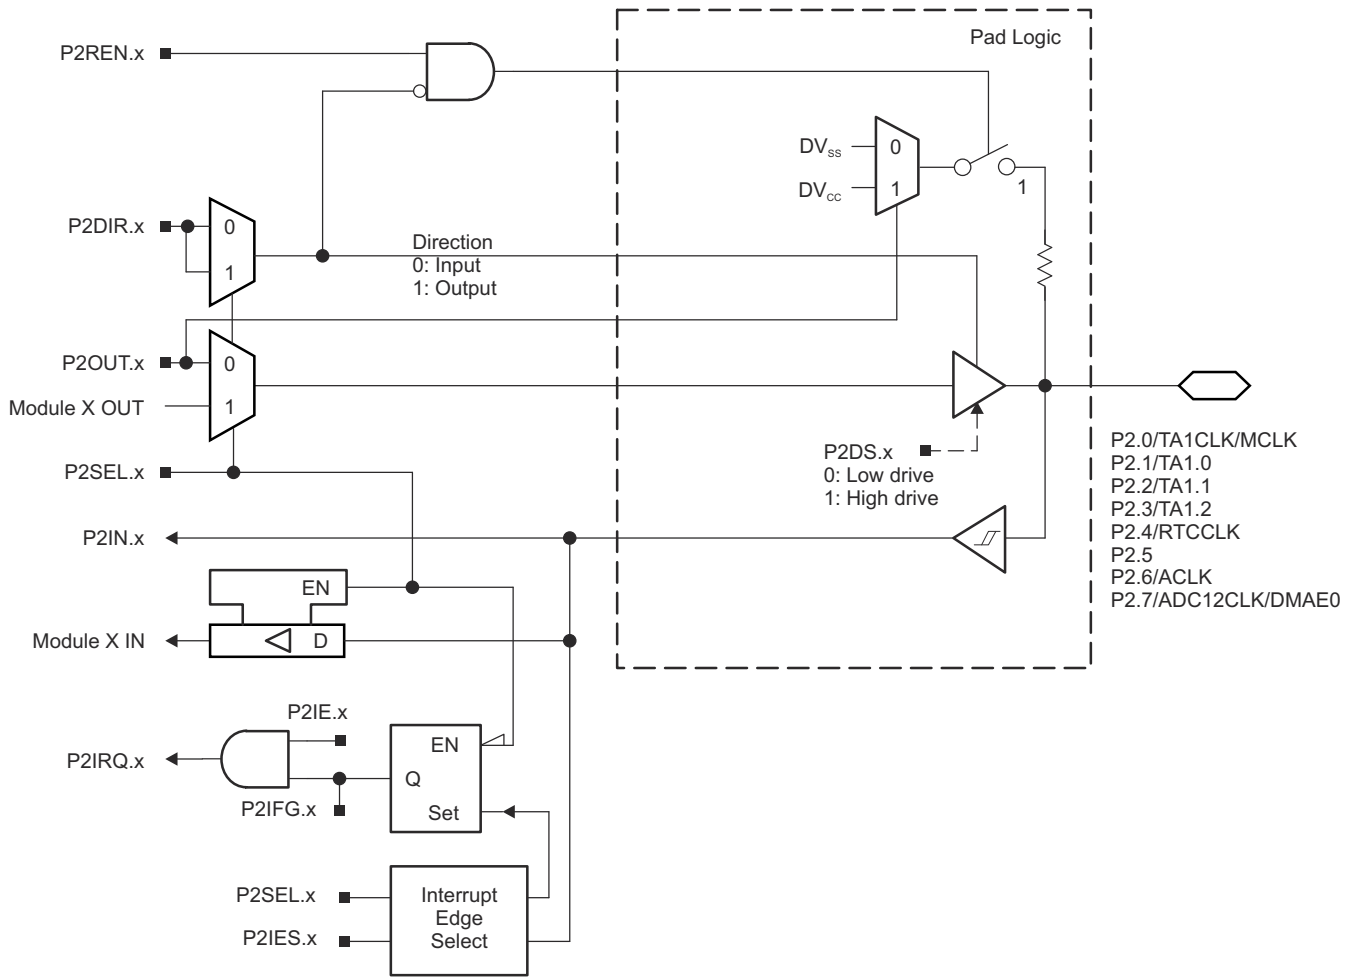 Pad Logic
P2REN.x
DVss
0
DVcc
1
1
P2DIR.x
0
1
Direction
0: Input
1: Output
P2OUT.x
0
Module X OUT
1
P2SEL.x
P2DS.x
0: Low drive
1: High drive
P2.0/TA1CLK/MCLK
P2.1/TA1.0
P2.2/TA1.1
P2.3/TA1.2
P2.4/RTCCLK
P2.5
P2.6/ACLK
P2.7/ADC12CLK/DMAE0
P2IN.x
EN
Module X IN
D
P2IE.x
P2IRQ.x
P2IFG.x
EN
Q
Set
P2SEL.x
P2IES.x
Interrupt
Edge
Select